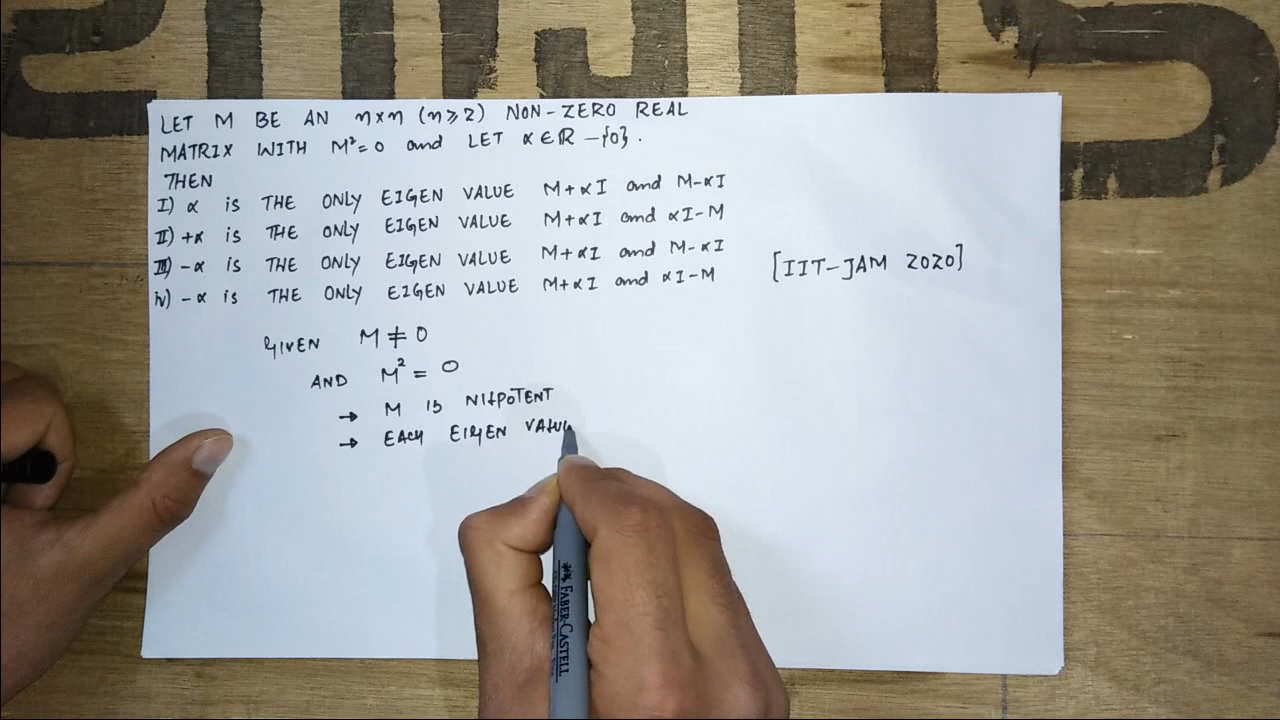 LET M BE AN n×n (n≥2) NON-ZERO REAL
MATRIX WITH M²=0 and LET α∈ℝ-{0}.
THEN
I) α is THE ONLY EIGEN VALUE M+αI and M-αI
II) +α is THE ONLY EIGEN VALUE M+αI and αI-M
III) -α is THE ONLY EIGEN VALUE M+αI and M-αI
iv) -α is THE ONLY EIGEN VALUE M+αI and αI-M
[IIT-JAM 2020]
GIVEN M≠0
AND M² = 0
→ M is NILPOTENT
→ EACH EIGEN VALUE
FABER-CASTELL